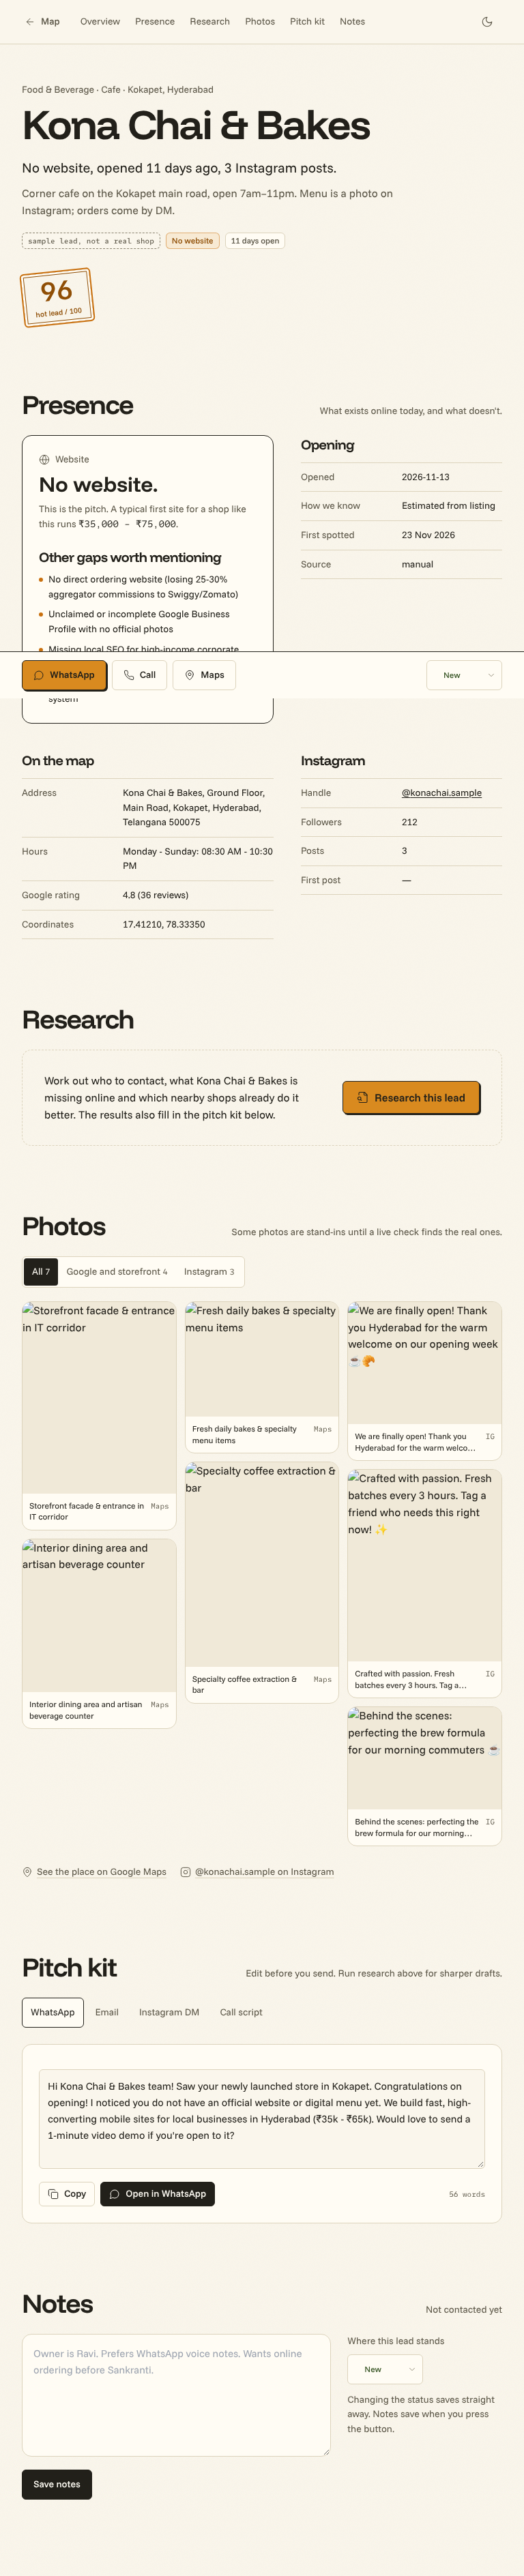 Map
Overview
Presence
Research
Photos
Pitch kit
Notes
Food & Beverage · Cafe · Kokapet, Hyderabad
Kona Chai & Bakes
No website, opened 11 days ago, 3 Instagram posts.
Corner cafe on the Kokapet main road, open 7am–11pm. Menu is a photo on
Instagram; orders come by DM.
sample lead, not a real shop
No website
11 days open
96
hot lead / 100
Presence
What exists online today, and what doesn't.
Website
No website.
This is the pitch. A typical first site for a shop like
this runs ₹35,000 – ₹75,000.
Other gaps worth mentioning
No direct ordering website (losing 25-30%
aggregator commissions to Swiggy/Zomato)
Unclaimed or incomplete Google Business
Profile with no official photos
Missing local SEO for high-income corporate
system
Opening
Opened 2026-11-13
How we know Estimated from listing
First spotted 23 Nov 2026
Source manual
WhatsApp
Call
Maps
New
On the map
Address Kona Chai & Bakes, Ground Floor,
Main Road, Kokapet, Hyderabad,
Telangana 500075
Hours Monday - Sunday: 08:30 AM - 10:30
PM
Google rating 4.8 (36 reviews)
Coordinates 17.41210, 78.33350
Instagram
Handle @konachai.sample
Followers 212
Posts 3
First post —
Research
Work out who to contact, what Kona Chai & Bakes is
missing online and which nearby shops already do it
better. The results also fill in the pitch kit below.
Research this lead
Photos
Some photos are stand-ins until a live check finds the real ones.
All 7
Google and storefront 4
Instagram 3
Storefront facade & entrance
in IT corridor
Storefront facade & entrance in
IT corridor
Maps
Interior dining area and
artisan beverage counter
Interior dining area and artisan
beverage counter
Maps
Fresh daily bakes & specialty
menu items
Fresh daily bakes & specialty
menu items
Maps
Specialty coffee extraction &
bar
Specialty coffee extraction &
bar
Maps
We are finally open! Thank
you Hyderabad for the warm
welcome on our opening week
☕🥐
We are finally open! Thank you
Hyderabad for the warm welco…
IG
Crafted with passion. Fresh
batches every 3 hours. Tag a
friend who needs this right
now! ✨
Crafted with passion. Fresh
batches every 3 hours. Tag a…
IG
Behind the scenes:
perfecting the brew formula
for our morning commuters ☕
Behind the scenes: perfecting the
brew formula for our morning…
IG
See the place on Google Maps
@konachai.sample on Instagram
Pitch kit
Edit before you send. Run research above for sharper drafts.
WhatsApp
Email
Instagram DM
Call script
Hi Kona Chai & Bakes team! Saw your newly launched store in Kokapet. Congratulations on
opening! I noticed you do not have an official website or digital menu yet. We build fast, high-
converting mobile sites for local businesses in Hyderabad (₹35k - ₹65k). Would love to send a
1-minute video demo if you're open to it?
Copy
Open in WhatsApp
56 words
Notes
Not contacted yet
Owner is Ravi. Prefers WhatsApp voice notes. Wants online
ordering before Sankranti.
Where this lead stands
New
Changing the status saves straight
away. Notes save when you press
the button.
Save notes